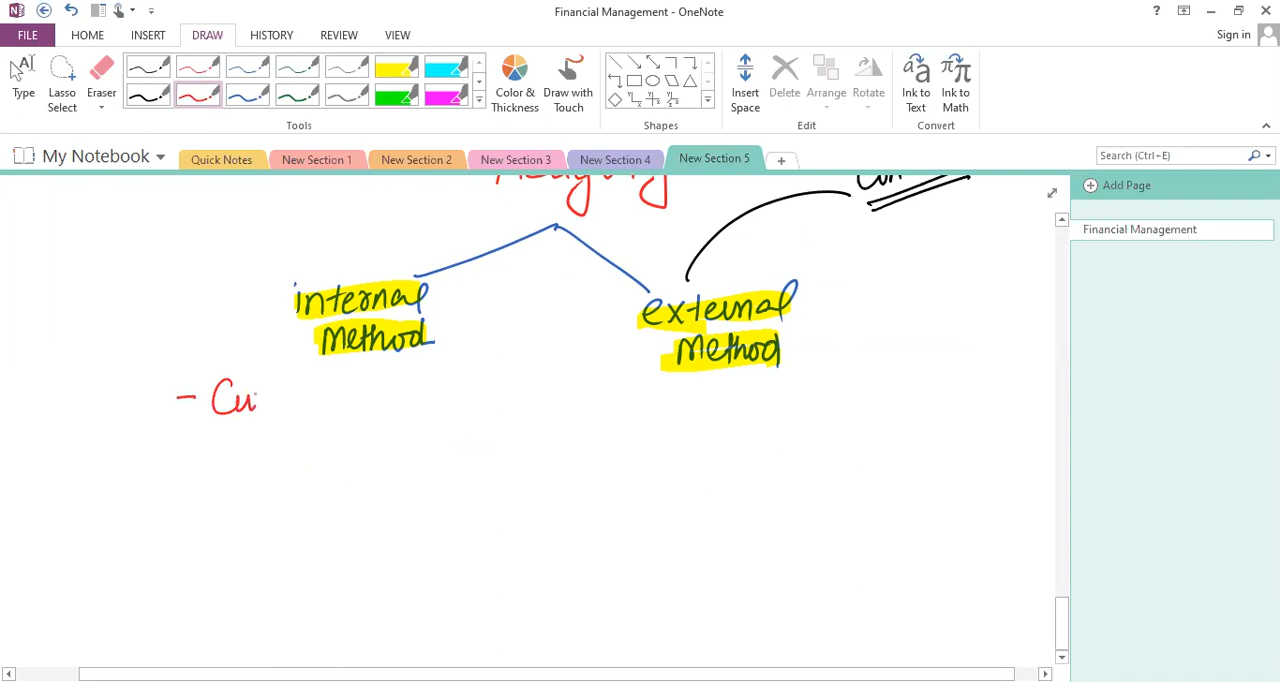 Financial Management - OneNote
?
FILE HOME INSERT DRAW HISTORY REVIEW VIEW Sign in
Type Lasso Select Eraser Color & Thickness Draw with Touch Insert Space Delete Arrange Rotate Ink to Text Ink to Math
Tools Shapes Edit Convert
My Notebook Quick Notes New Section 1 New Section 2 New Section 3 New Section 4 New Section 5 Search (Ctrl+E)
Add Page
Financial Management
internal external
Method Method
- Cu